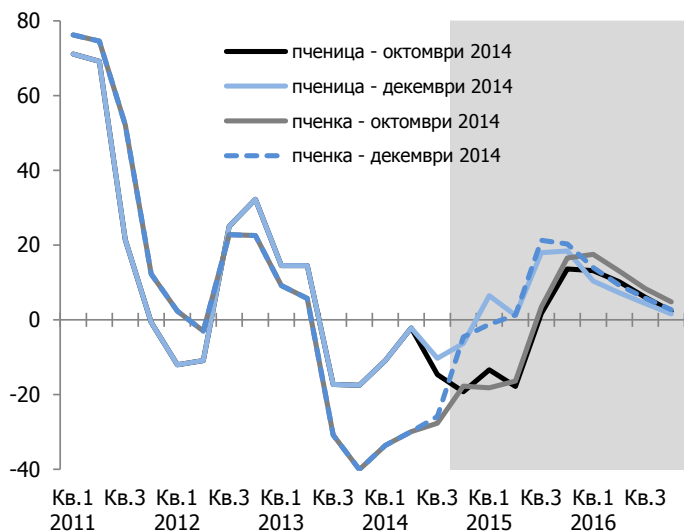 80
60
40
20
0
-20
-40
пченица - октомври 2014
пченица - декември 2014
пченка - октомври 2014
пченка - декември 2014
Кв.1 Кв.3 Кв.1 Кв.3 Кв.1 Кв.3 Кв.1 Кв.3 Кв.1 Кв.3 Кв.1 Кв.3
2011 2012 2013 2014 2015 2016